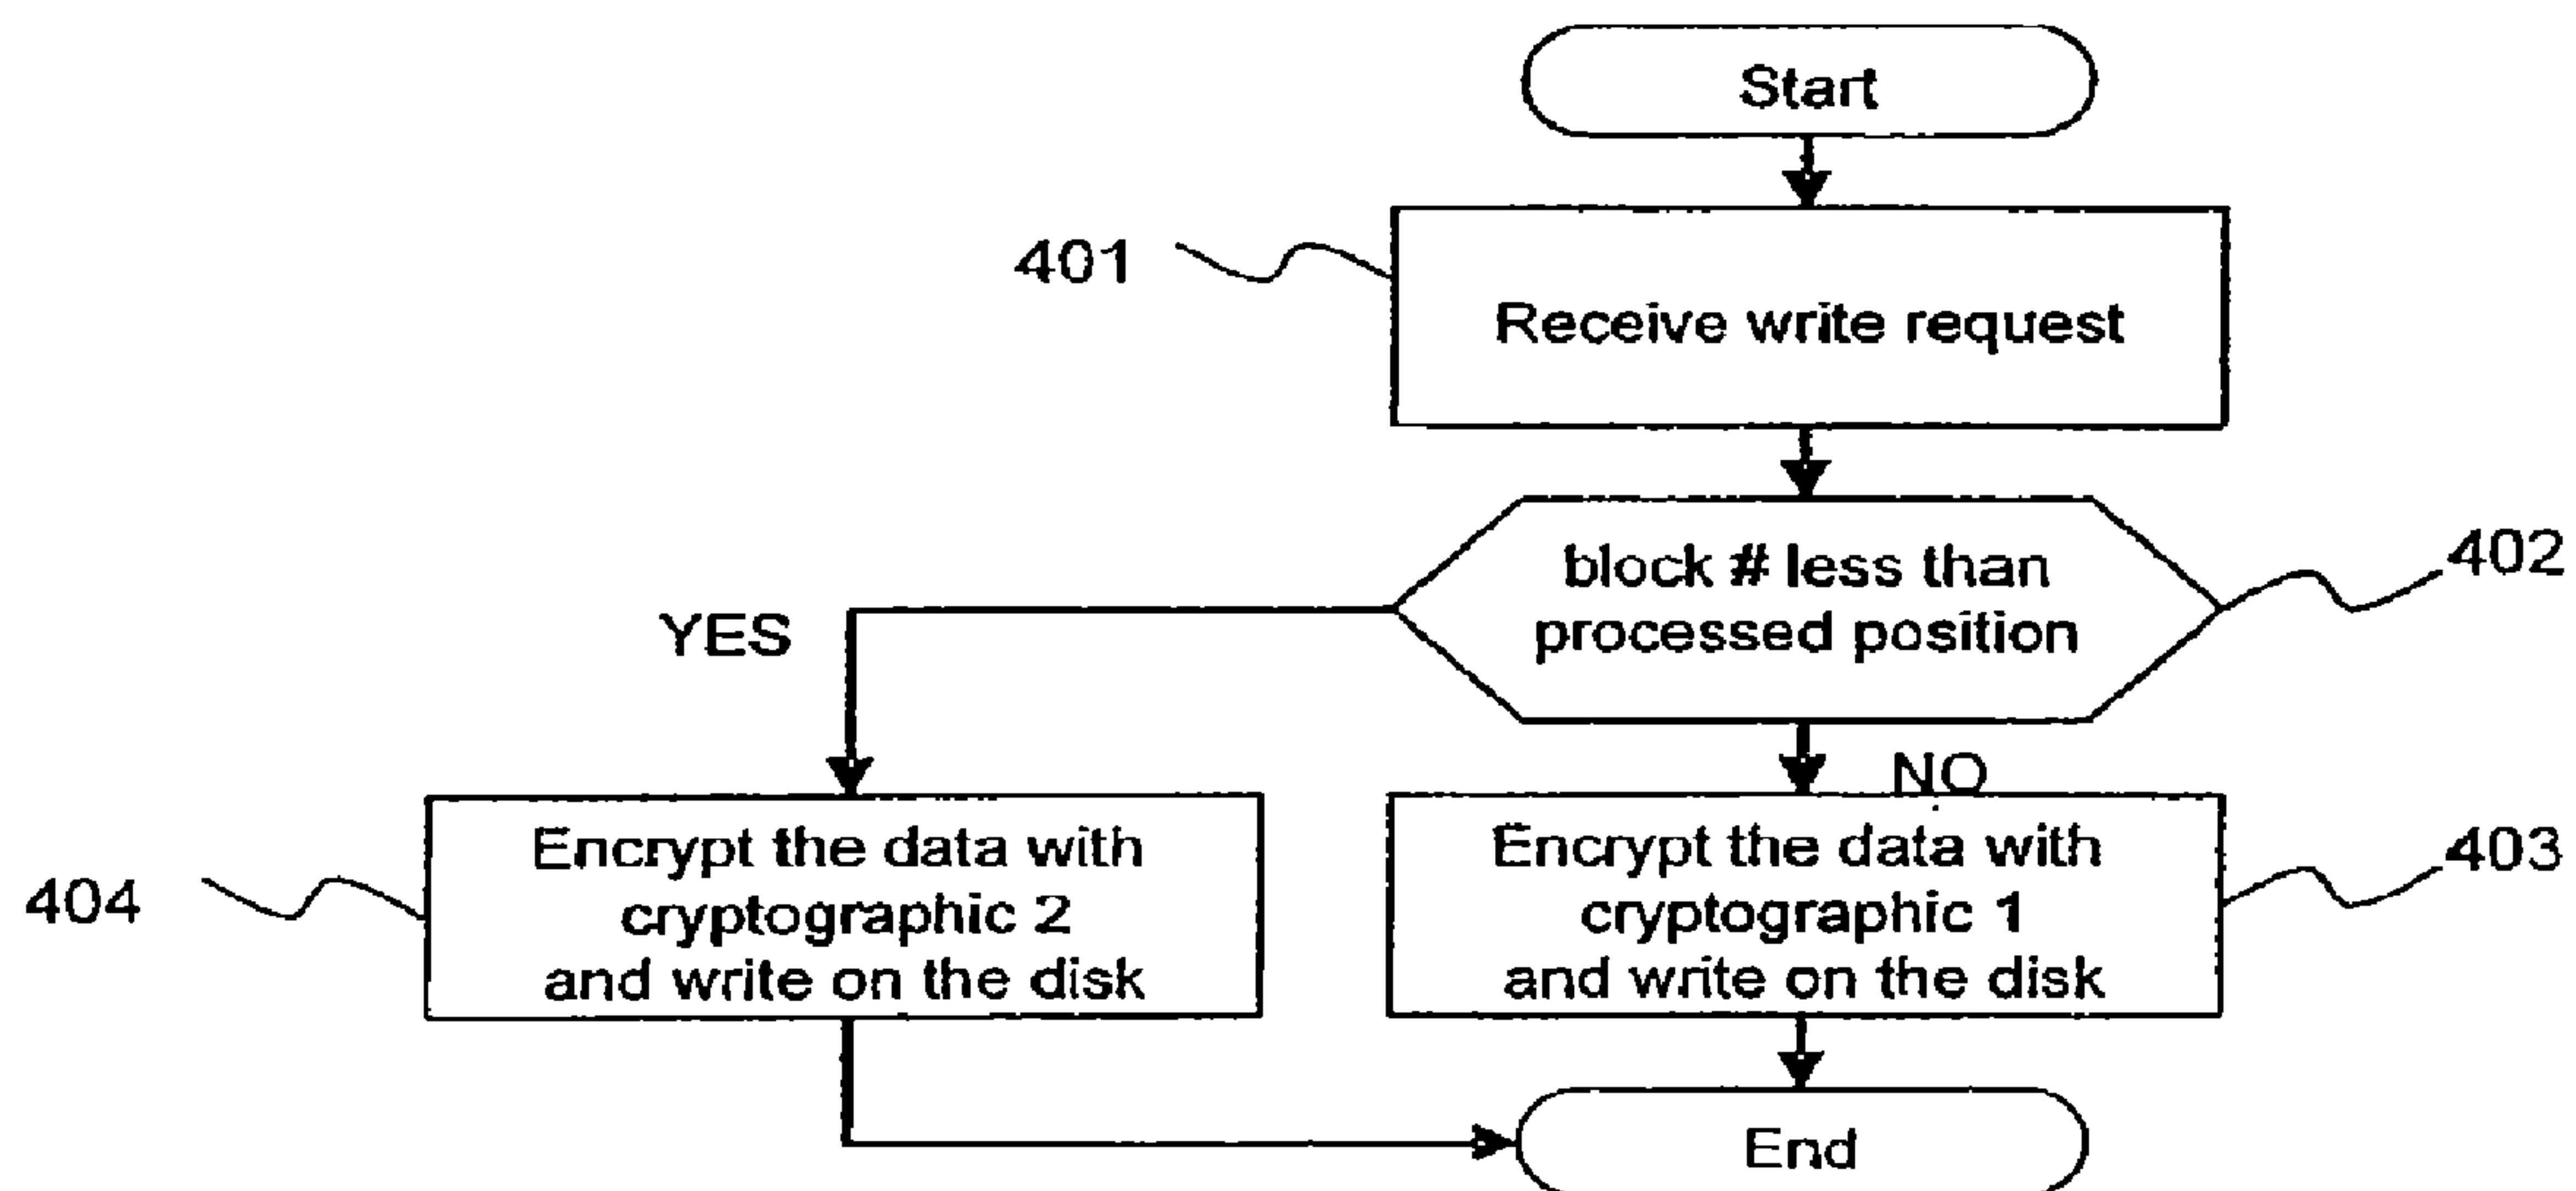 Start
401
Receive write request
block # less than
processed position
402
YES
NO
Encrypt the data with
cryptographic 2
and write on the disk
404
Encrypt the data with
cryptographic 1
and write on the disk
403
End